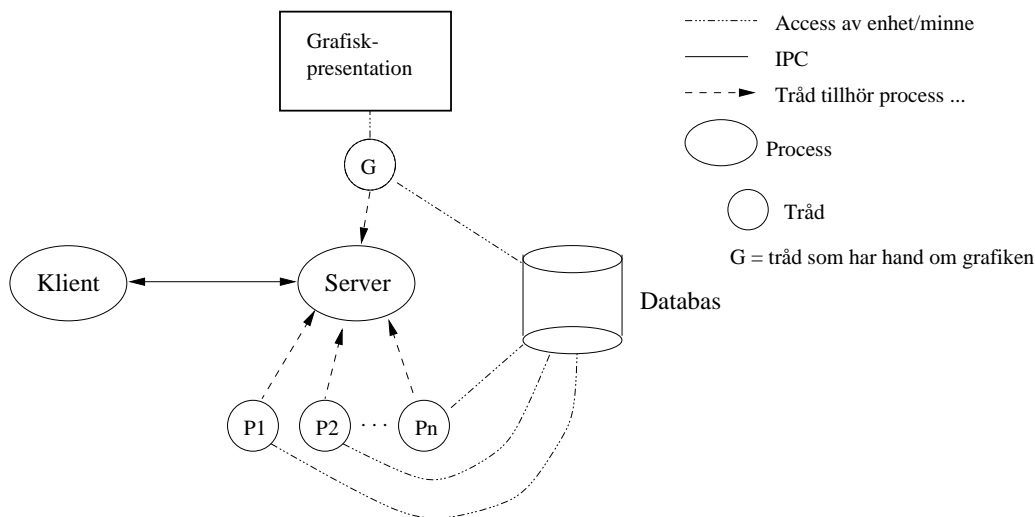 Grafisk-
presentation
G
Klient
Server
Databas
P1
P2
. . .
Pn
Access av enhet/minne
IPC
Tråd tillhör process ...
Process
Tråd
G = tråd som har hand om grafiken